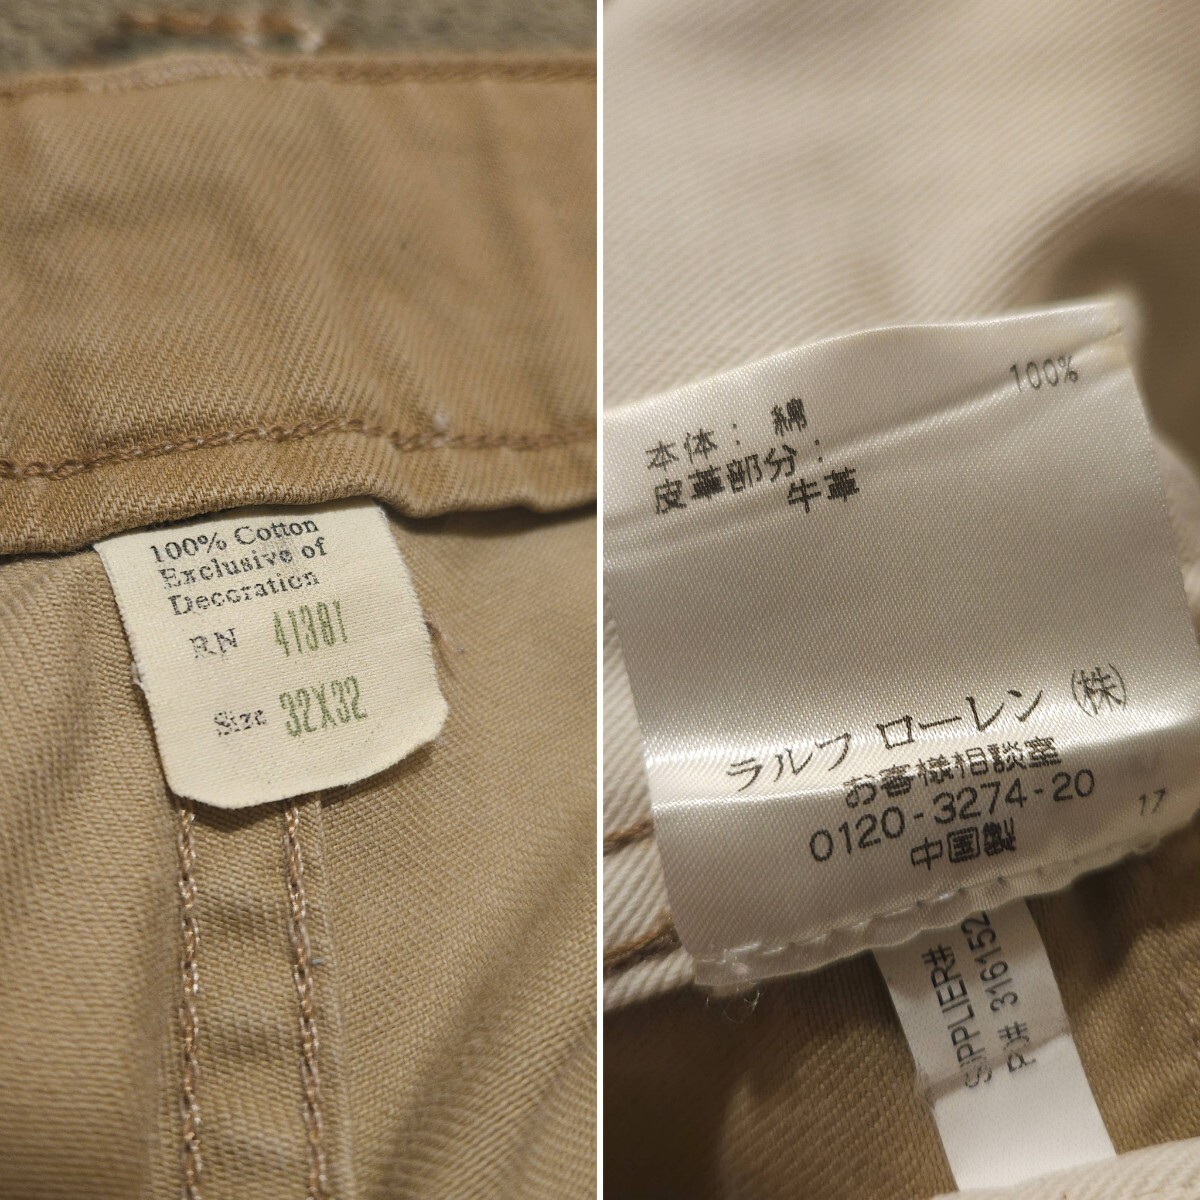 100% Cotton
Exclusive of
Decoration
RN 41381
Size 32X32
本体: 綿 100%
皮革部分:
牛革
ラルフ ローレン (株)
お客様相談室
0120-3274-20
中国製
17
SUPPLIER#
PO# 316152